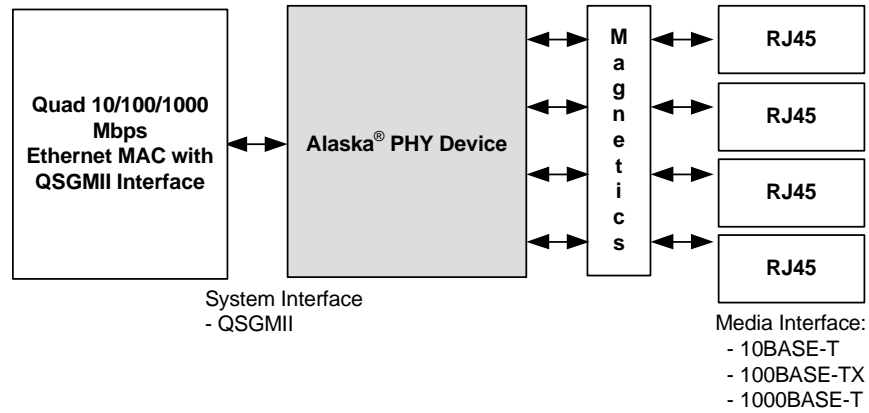 Quad 10/100/1000
Mbps
Ethernet MAC with
QSGMII Interface
Alaska® PHY Device
Magnetics
RJ45
RJ45
RJ45
RJ45
System Interface
- QSGMII
Media Interface:
- 10BASE-T
- 100BASE-TX
- 1000BASE-T